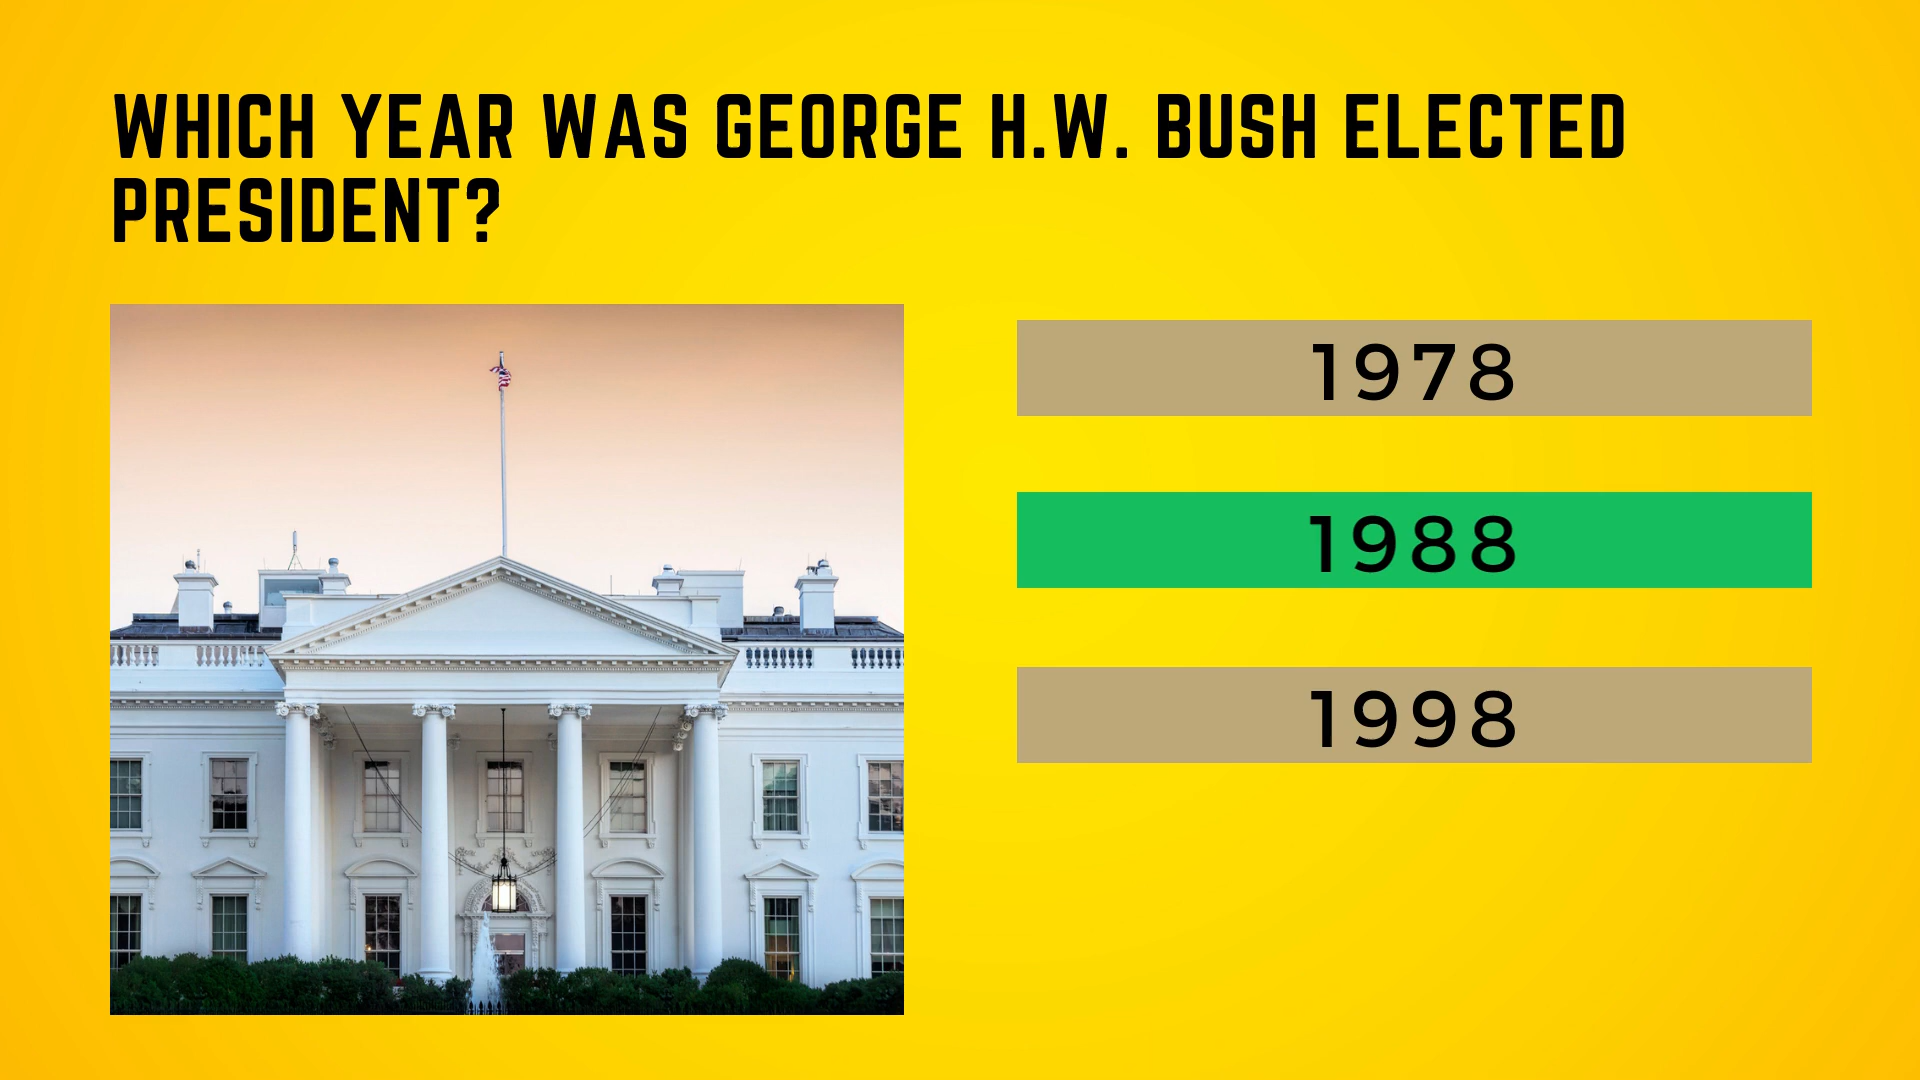 WHICH YEAR WAS GEORGE H.W. BUSH ELECTED
PRESIDENT?
1978
1988
1998